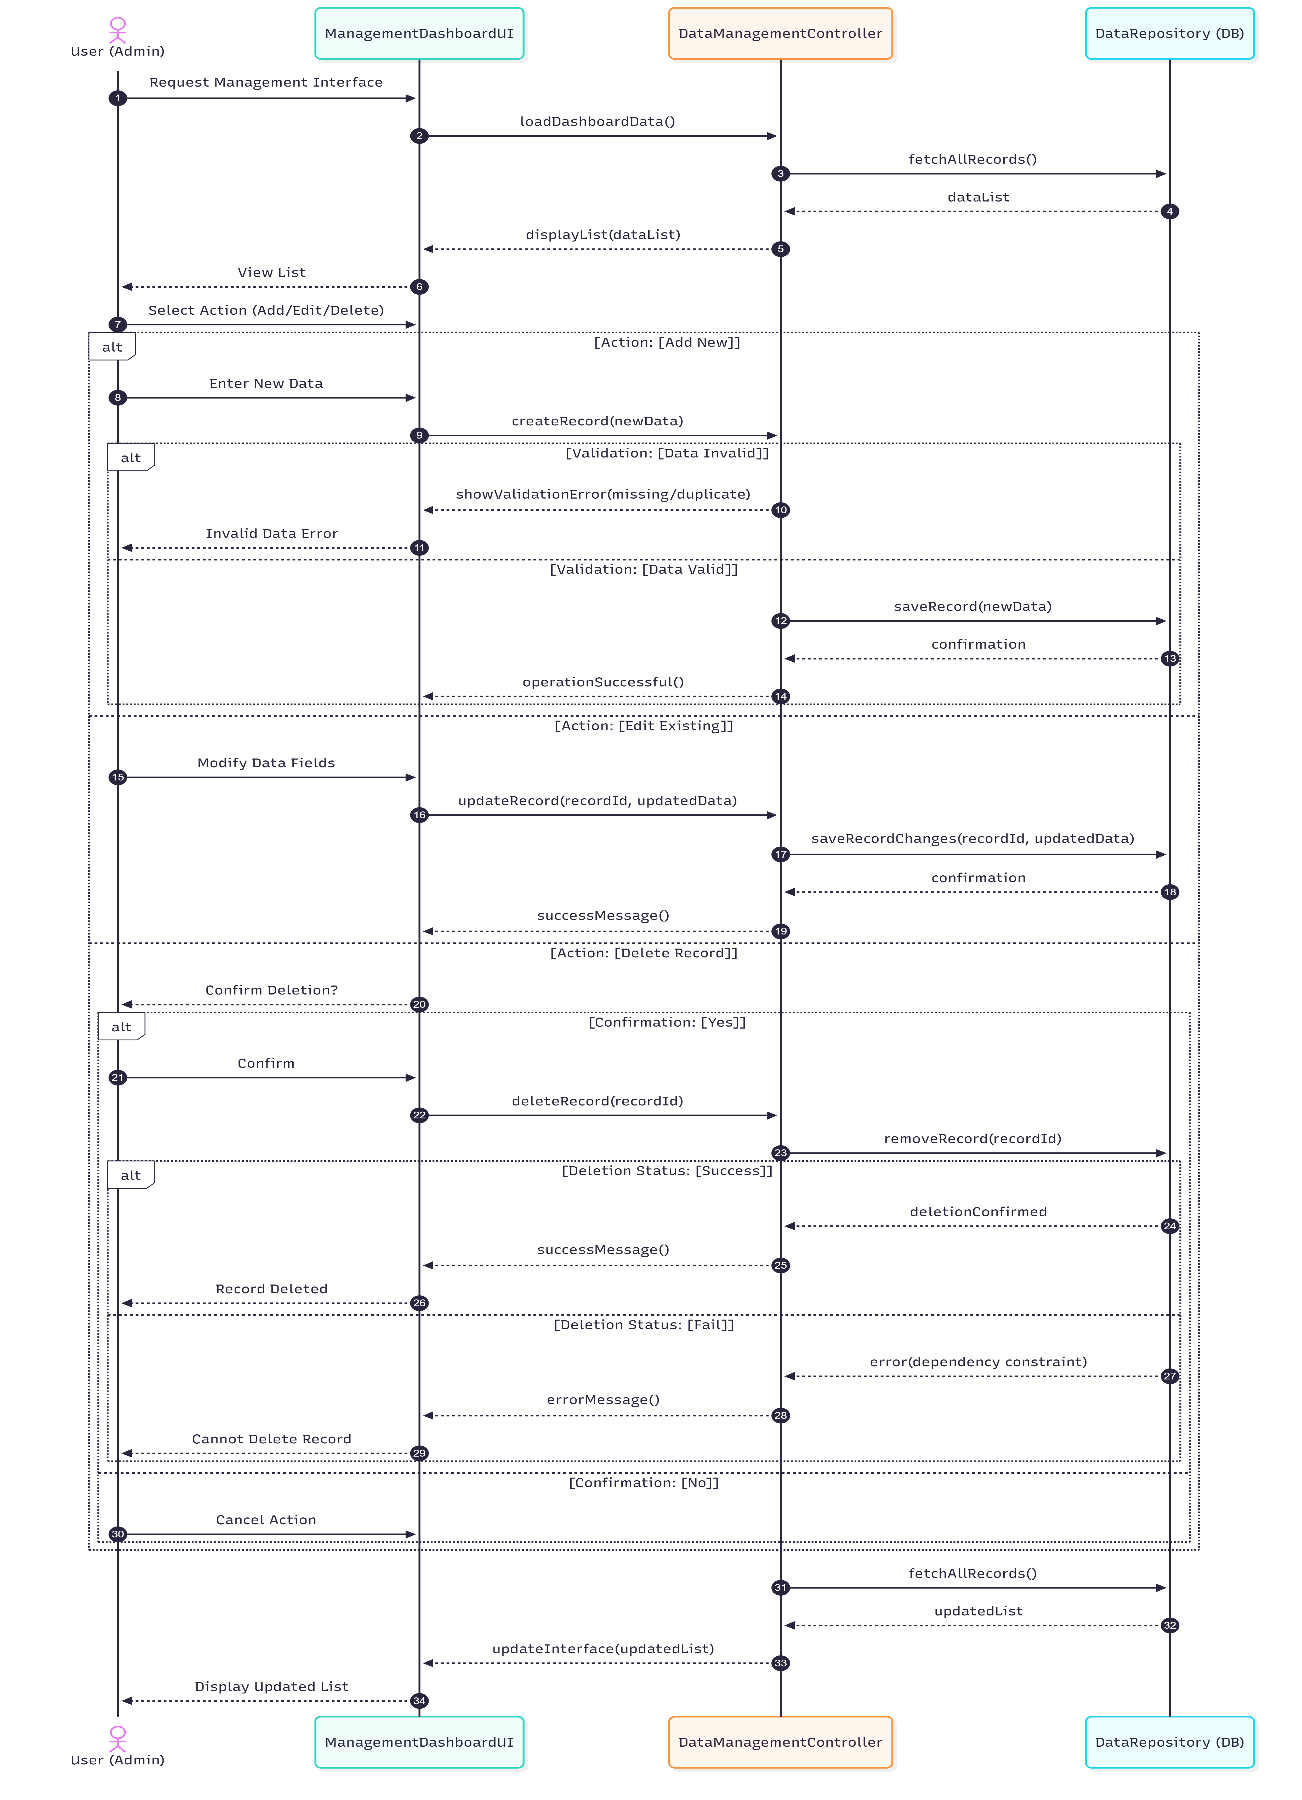 User (Admin)
ManagementDashboardUI
DataManagementController
DataRepository (DB)
Request Management Interface
1
loadDashboardData()
2
fetchAllRecords()
3
dataList
4
displayList(dataList)
5
View List
6
Select Action (Add/Edit/Delete)
7
alt
[Action: [Add New]]
Enter New Data
8
createRecord(newData)
9
alt
[Validation: [Data Invalid]]
showValidationError(missing/duplicate)
10
Invalid Data Error
11
[Validation: [Data Valid]]
saveRecord(newData)
12
confirmation
13
operationSuccessful()
14
[Action: [Edit Existing]]
Modify Data Fields
15
updateRecord(recordId, updatedData)
16
saveRecordChanges(recordId, updatedData)
17
confirmation
18
successMessage()
19
[Action: [Delete Record]]
Confirm Deletion?
20
alt
[Confirmation: [Yes]]
Confirm
21
deleteRecord(recordId)
22
removeRecord(recordId)
23
alt
[Deletion Status: [Success]]
deletionConfirmed
24
successMessage()
25
Record Deleted
26
[Deletion Status: [Fail]]
error(dependency constraint)
27
errorMessage()
28
Cannot Delete Record
29
[Confirmation: [No]]
Cancel Action
30
fetchAllRecords()
31
updatedList
32
updateInterface(updatedList)
33
Display Updated List
34
User (Admin)
ManagementDashboardUI
DataManagementController
DataRepository (DB)